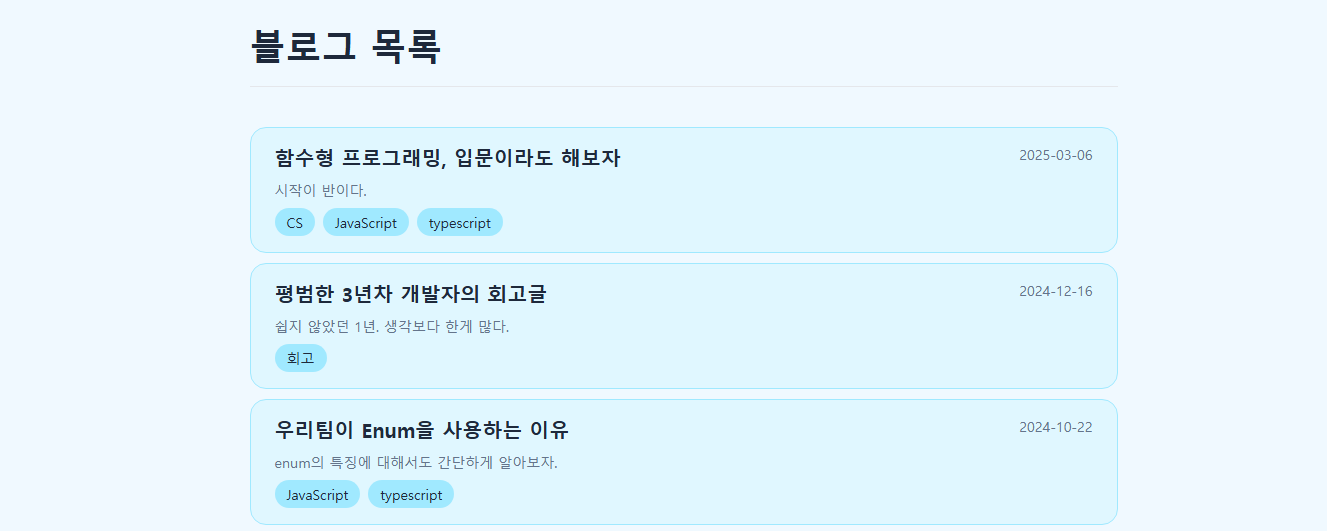 블로그 목록
함수형 프로그래밍, 입문이라도 해보자 2025-03-06
시작이 반이다.
CS JavaScript typescript
평범한 3년차 개발자의 회고글 2024-12-16
쉽지 않았던 1년. 생각보다 한게 많다.
회고
우리팀이 Enum을 사용하는 이유 2024-10-22
enum의 특징에 대해서도 간단하게 알아보자.
JavaScript typescript